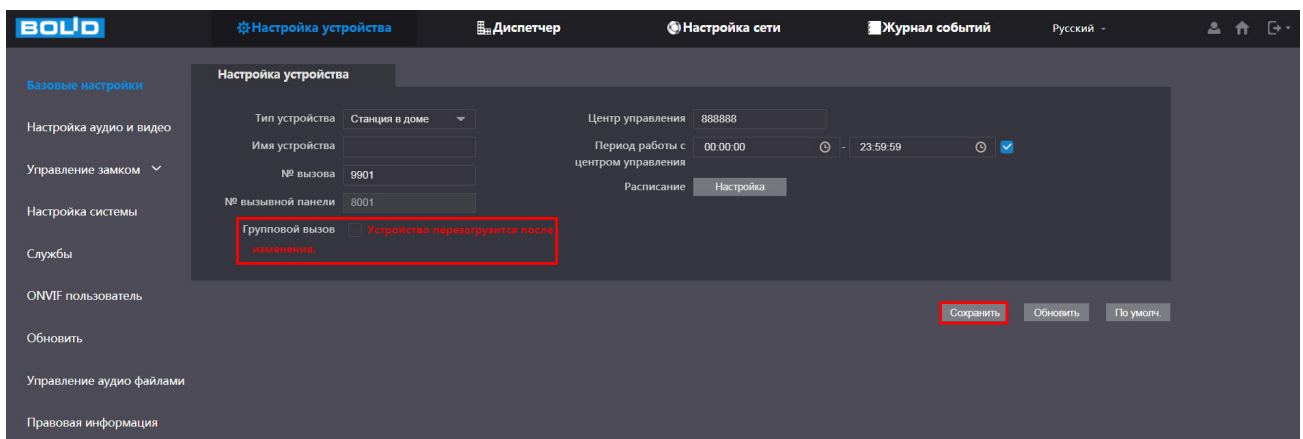 BOLID
Настройка устройства
Диспетчер
Настройка сети
Журнал событий
Русский
Базовые настройки
Настройка аудио и видео
Управление замком
Настройка системы
Службы
ONVIF пользователь
Обновить
Управление аудио файлами
Правовая информация
Настройка устройства
Тип устройства Станция в доме
Имя устройства
№ вызова 9901
№ вызывной панели 8001
Групповой вызов Устройство перезагрузится после
изменения.
Центр управления 888888
Период работы с 00:00:00 - 23:59:59
центром управления
Расписание Настройка
Сохранить Обновить По умолч.